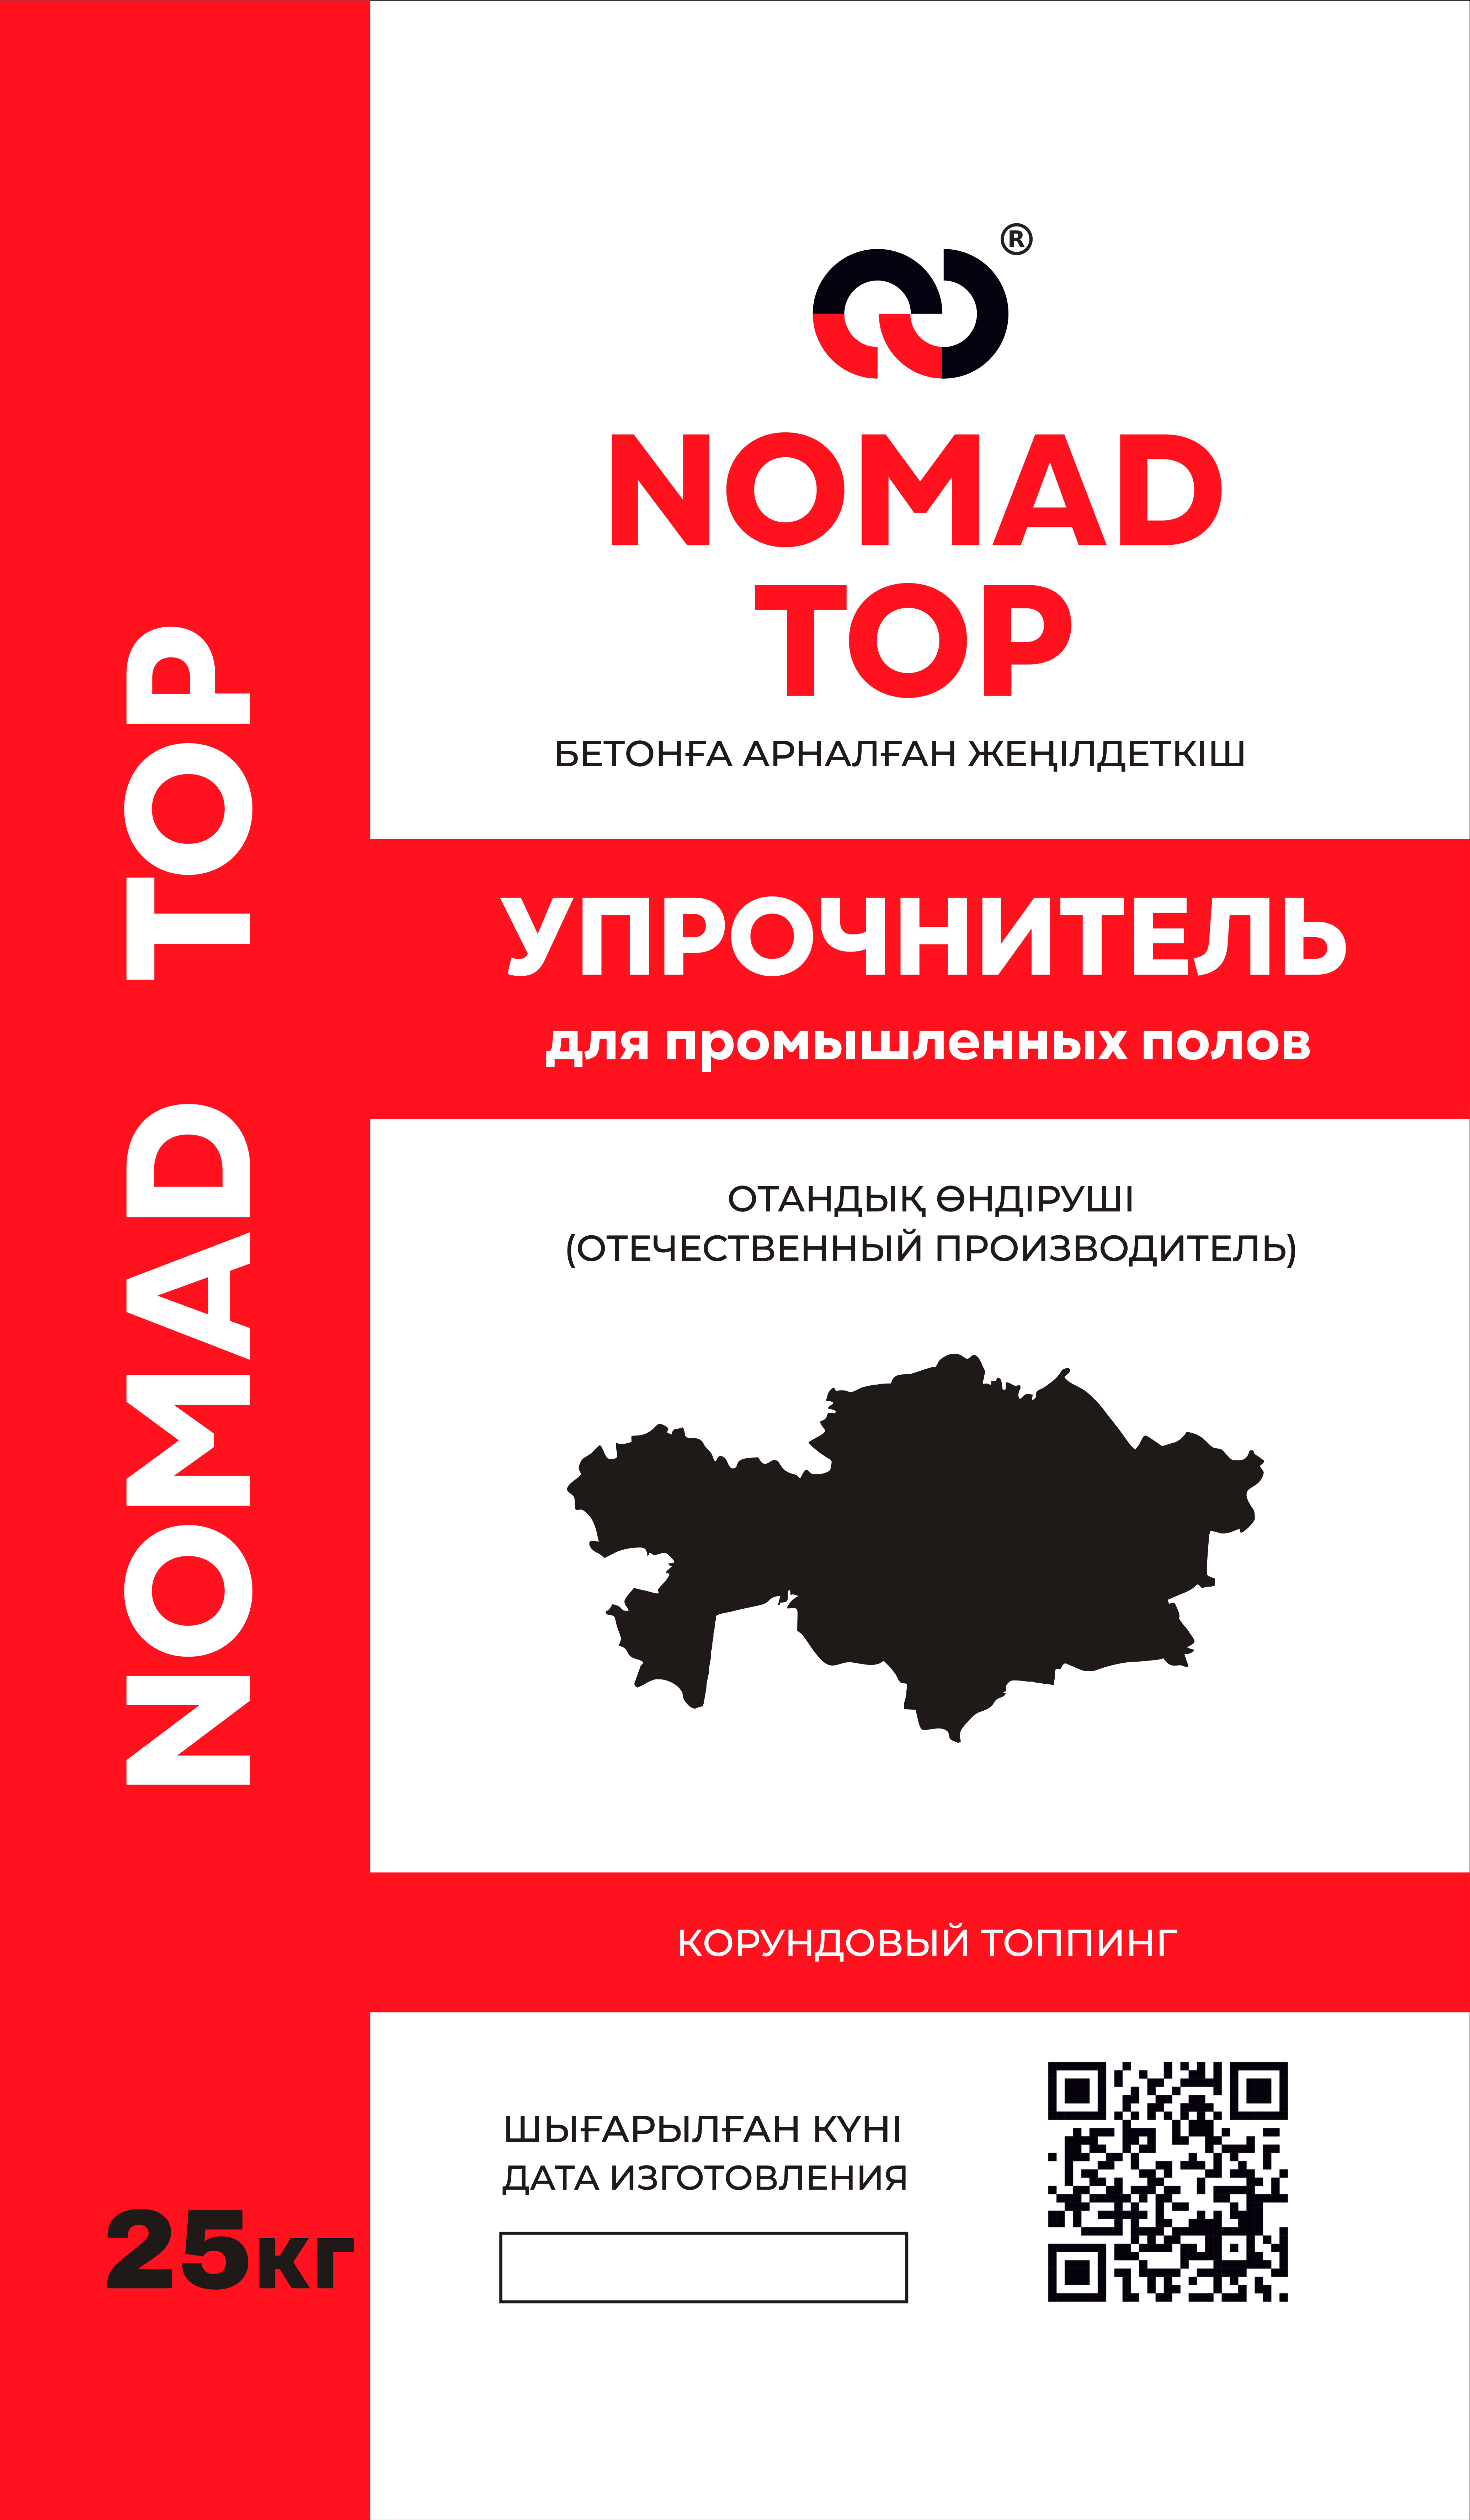 NOMAD TOP
25кг
®
NOMAD
TOP
БЕТОНҒА АРНАЛҒАН ЖЕҢІЛДЕТКІШ
УПРОЧНИТЕЛЬ
для промышленных полов
ОТАНДЫҚ ӨНДІРУШІ
(ОТЕЧЕСТВЕННЫЙ ПРОИЗВОДИТЕЛЬ)
КОРУНДОВЫЙ ТОППИНГ
ШЫҒАРЫЛҒАН КҮНІ
ДАТА ИЗГОТОВЛЕНИЯ